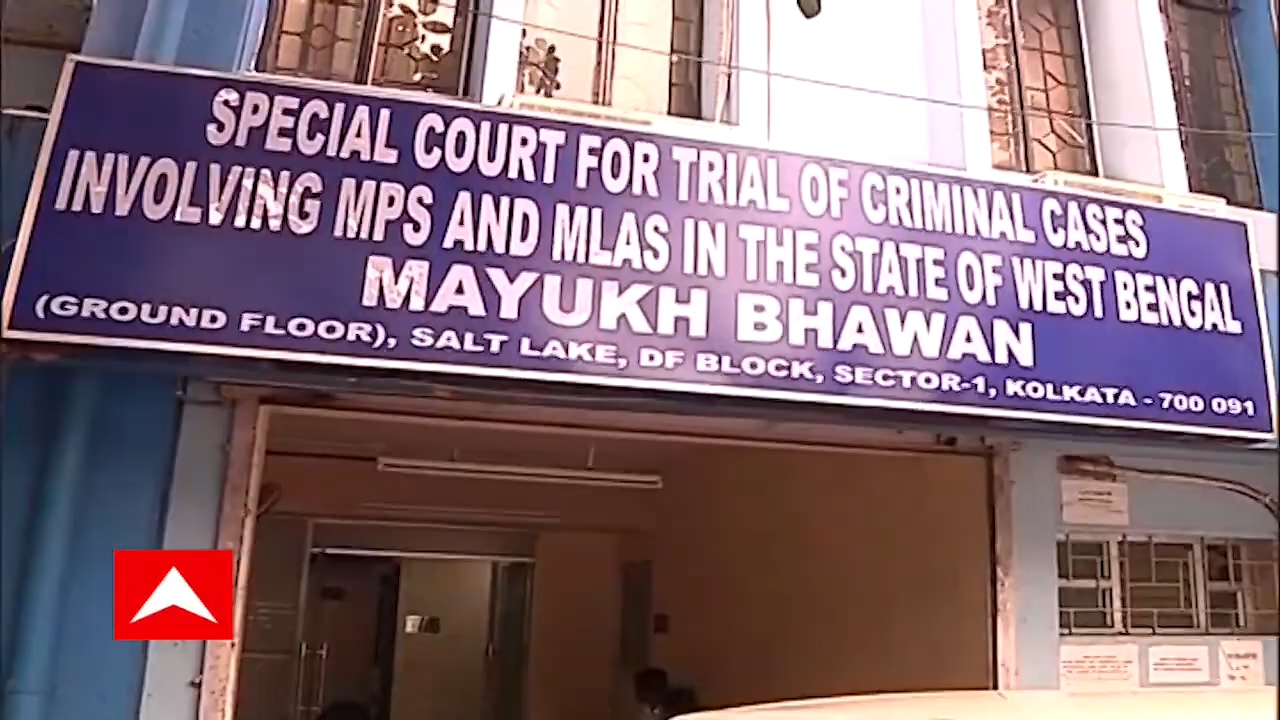 SPECIAL COURT FOR TRIAL OF CRIMINAL CASES
INVOLVING MPS AND MLAS IN THE STATE OF WEST BENGAL
MAYUKH BHAWAN
(GROUND FLOOR), SALT LAKE, DF BLOCK, SECTOR-1, KOLKATA - 700 091